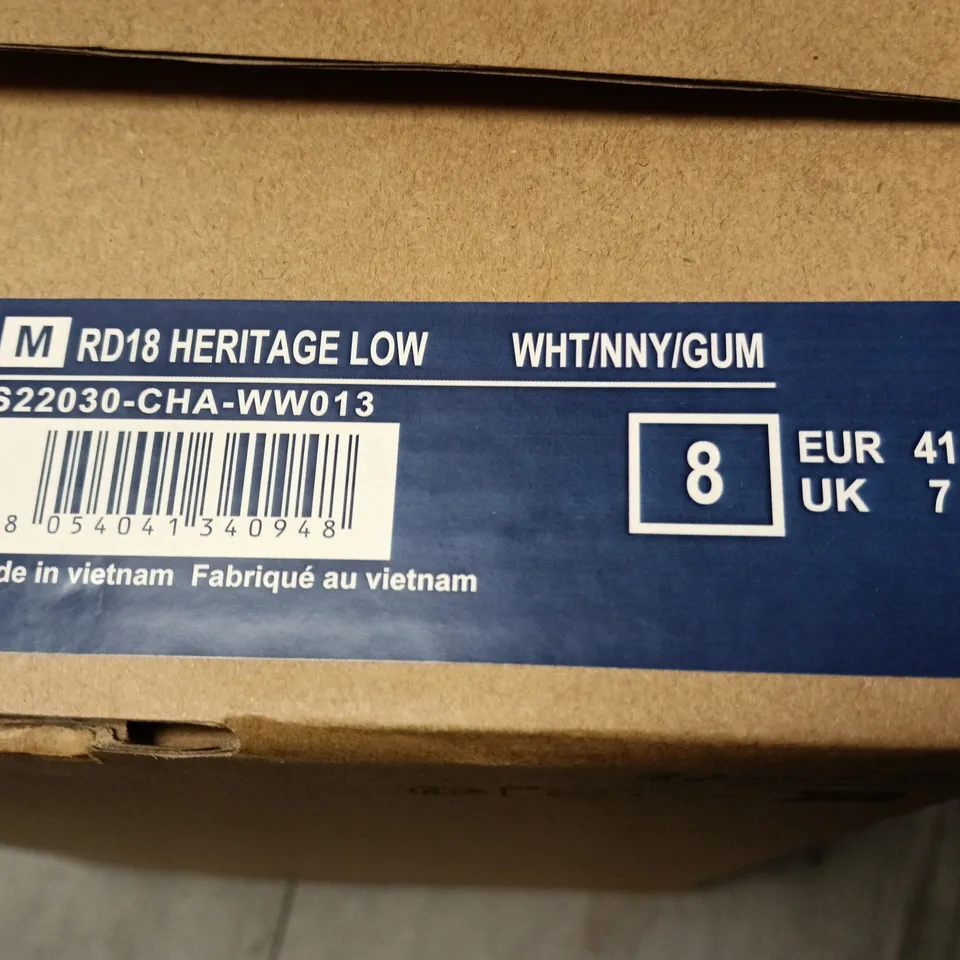 M RD18 HERITAGE LOW WHT/NNY/GUM
S22030-CHA-WW013
8 EUR 41
UK 7
8 054041 340948
de in vietnam Fabriqué au vietnam